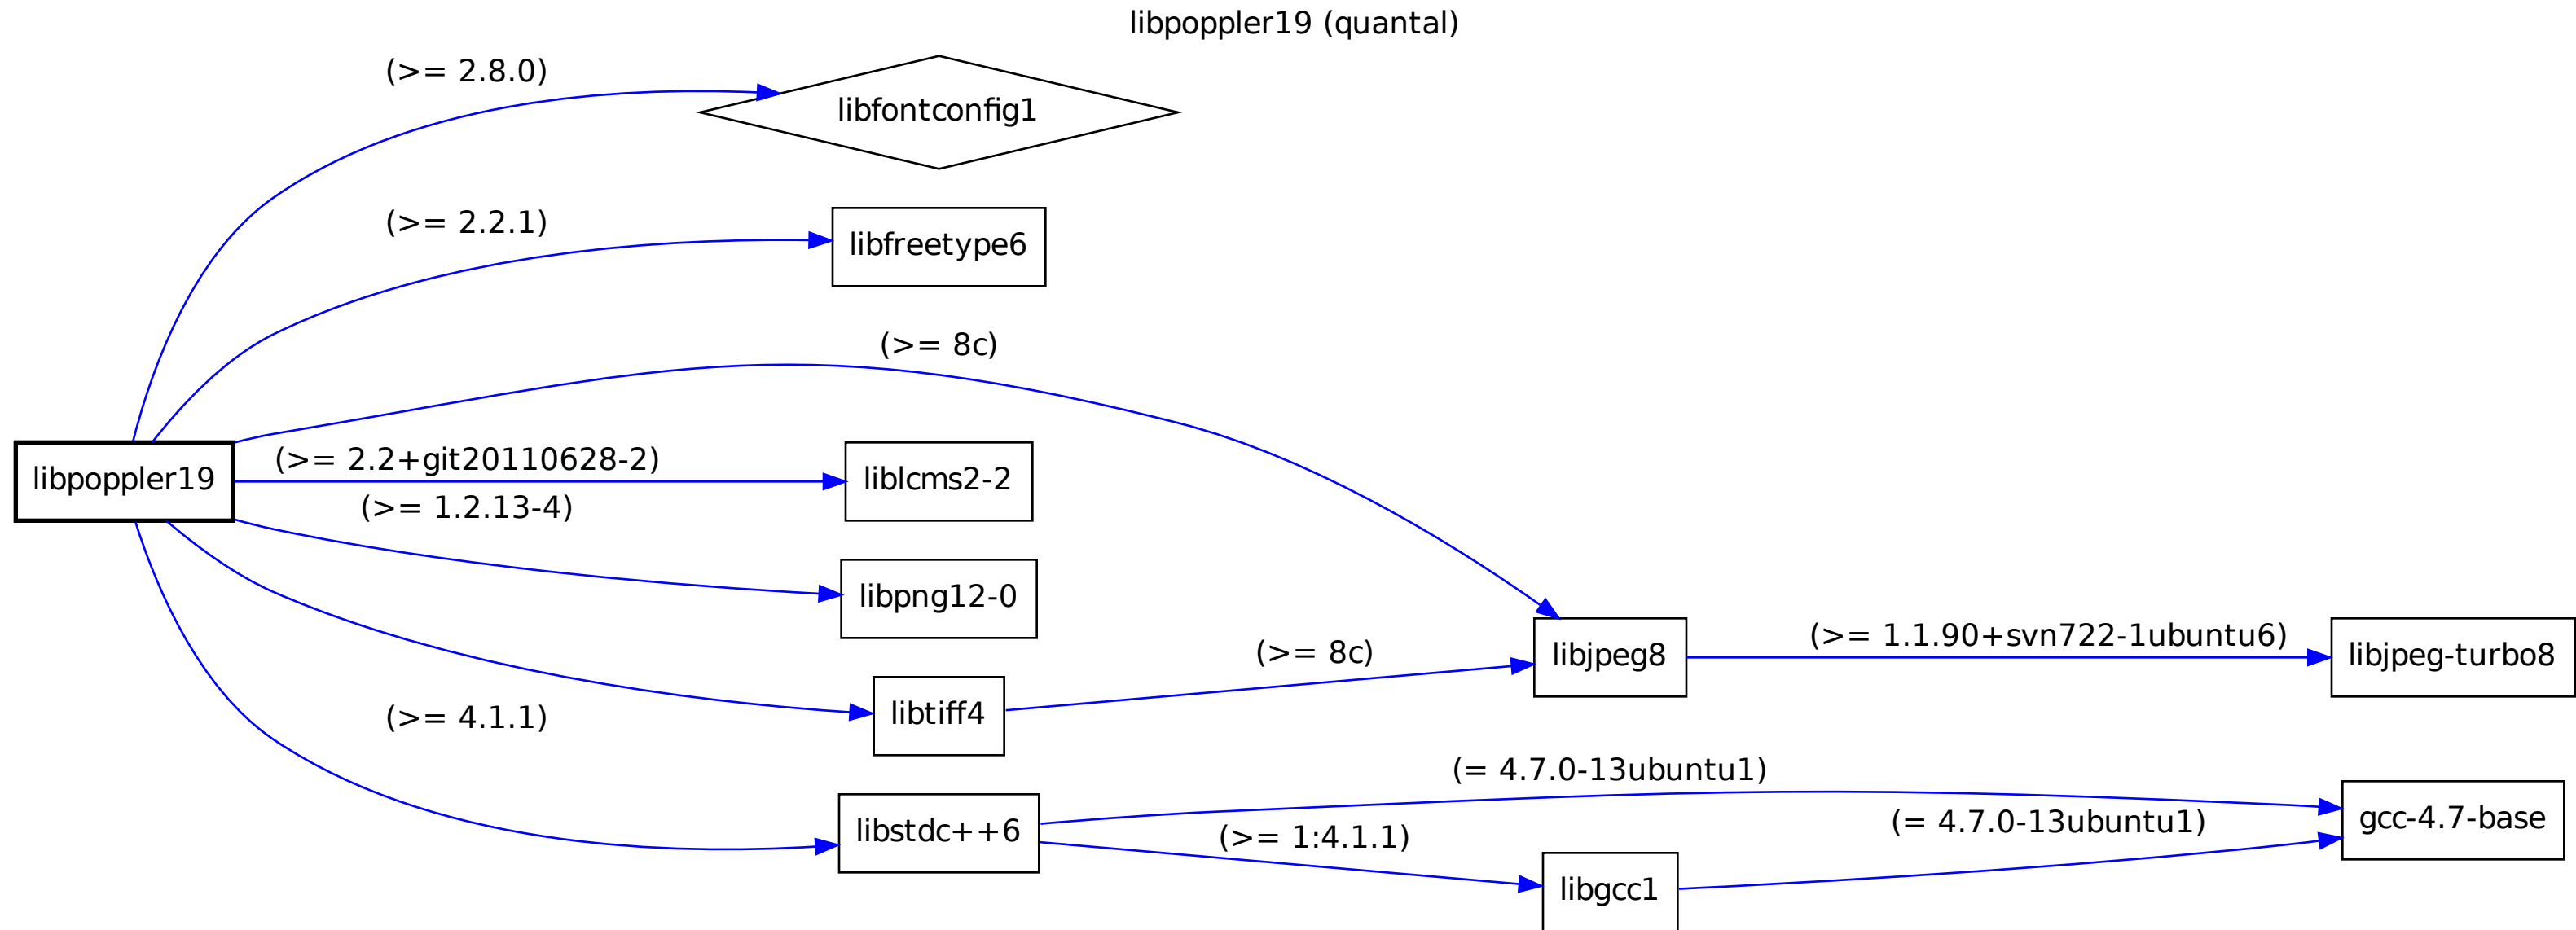 libpoppler19 (quantal)
(>= 2.8.0)
libfontconfig1
(>= 2.2.1)
libfreetype6
(>= 8c)
libpoppler19
(>= 2.2+git20110628-2)
liblcms2-2
(>= 1.2.13-4)
libpng12-0
libtiff4
(>= 8c)
libjpeg8
(>= 1.1.90+svn722-1ubuntu6)
libjpeg-turbo8
(>= 4.1.1)
libstdc++6
(= 4.7.0-13ubuntu1)
(>= 1:4.1.1)
libgcc1
(= 4.7.0-13ubuntu1)
gcc-4.7-base